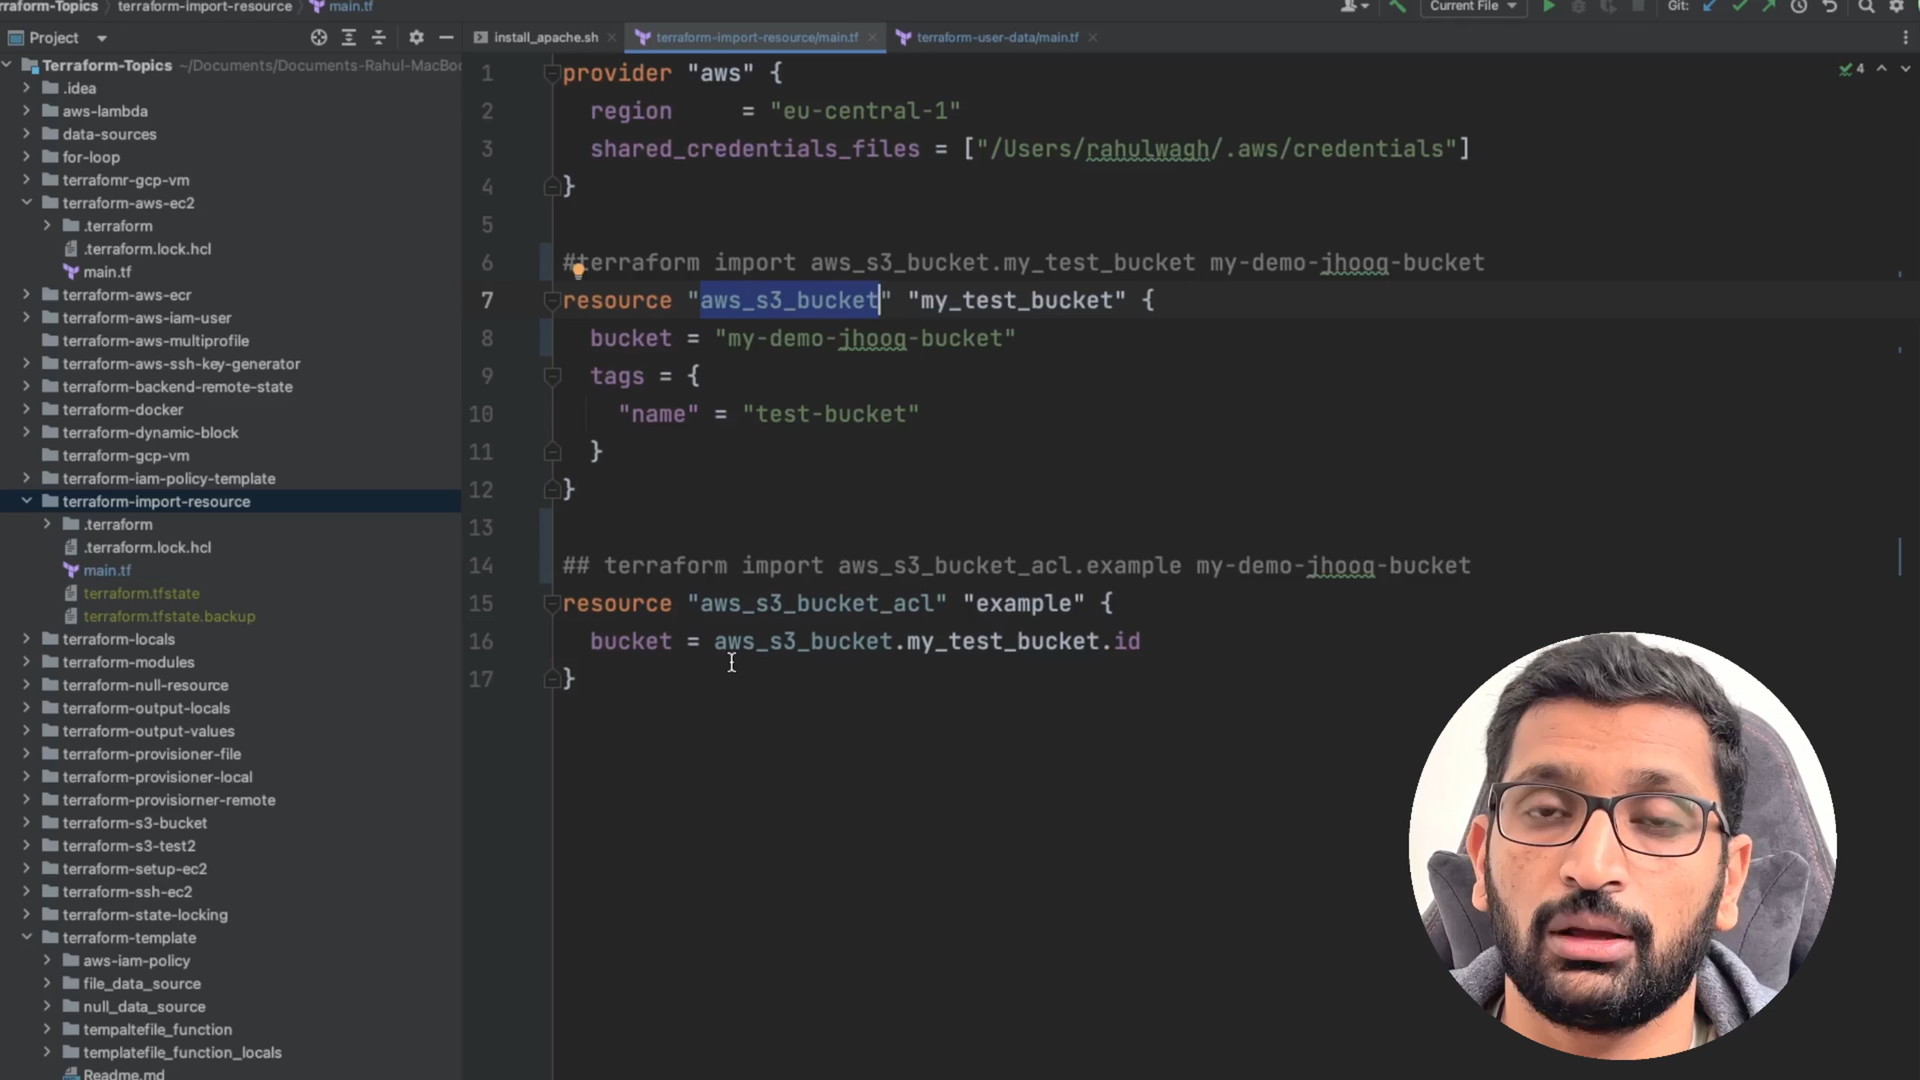 rraform-Topics › terraform-import-resource › main.tf
Current File
Git:
Project
install_apache.sh
terraform-import-resource/main.tf
terraform-user-data/main.tf
Terraform-Topics ~/Documents/Documents-Rahul-MacBoo
.idea
aws-lambda
data-sources
for-loop
terrafomr-gcp-vm
terraform-aws-ec2
.terraform
.terraform.lock.hcl
main.tf
terraform-aws-ecr
terraform-aws-iam-user
terraform-aws-multiprofile
terraform-aws-ssh-key-generator
terraform-backend-remote-state
terraform-docker
terraform-dynamic-block
terraform-gcp-vm
terraform-iam-policy-template
terraform-import-resource
.terraform
.terraform.lock.hcl
main.tf
terraform.tfstate
terraform.tfstate.backup
terraform-locals
terraform-modules
terraform-null-resource
terraform-output-locals
terraform-output-values
terraform-provisioner-file
terraform-provisioner-local
terraform-provisiorner-remote
terraform-s3-bucket
terraform-s3-test2
terraform-setup-ec2
terraform-ssh-ec2
terraform-state-locking
terraform-template
aws-iam-policy
file_data_source
null_data_source
tempaltefile_function
templatefile_function_locals
Readme.md
1 provider "aws" {
2 region = "eu-central-1"
3 shared_credentials_files = ["/Users/rahulwagh/.aws/credentials"]
4 }
5
6 #terraform import aws_s3_bucket.my_test_bucket my-demo-jhooq-bucket
7 resource "aws_s3_bucket" "my_test_bucket" {
8 bucket = "my-demo-jhooq-bucket"
9 tags = {
10 "name" = "test-bucket"
11 }
12 }
13
14 ## terraform import aws_s3_bucket_acl.example my-demo-jhooq-bucket
15 resource "aws_s3_bucket_acl" "example" {
16 bucket = aws_s3_bucket.my_test_bucket.id
17 }
4